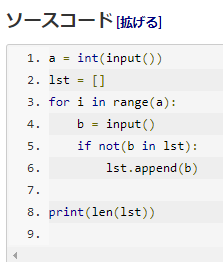 ソースコード [拡げる]
1. a = int(input())
2. lst = []
3. for i in range(a):
4.     b = input()
5.     if not(b in lst):
6.         lst.append(b)
7.
8. print(len(lst))
9.